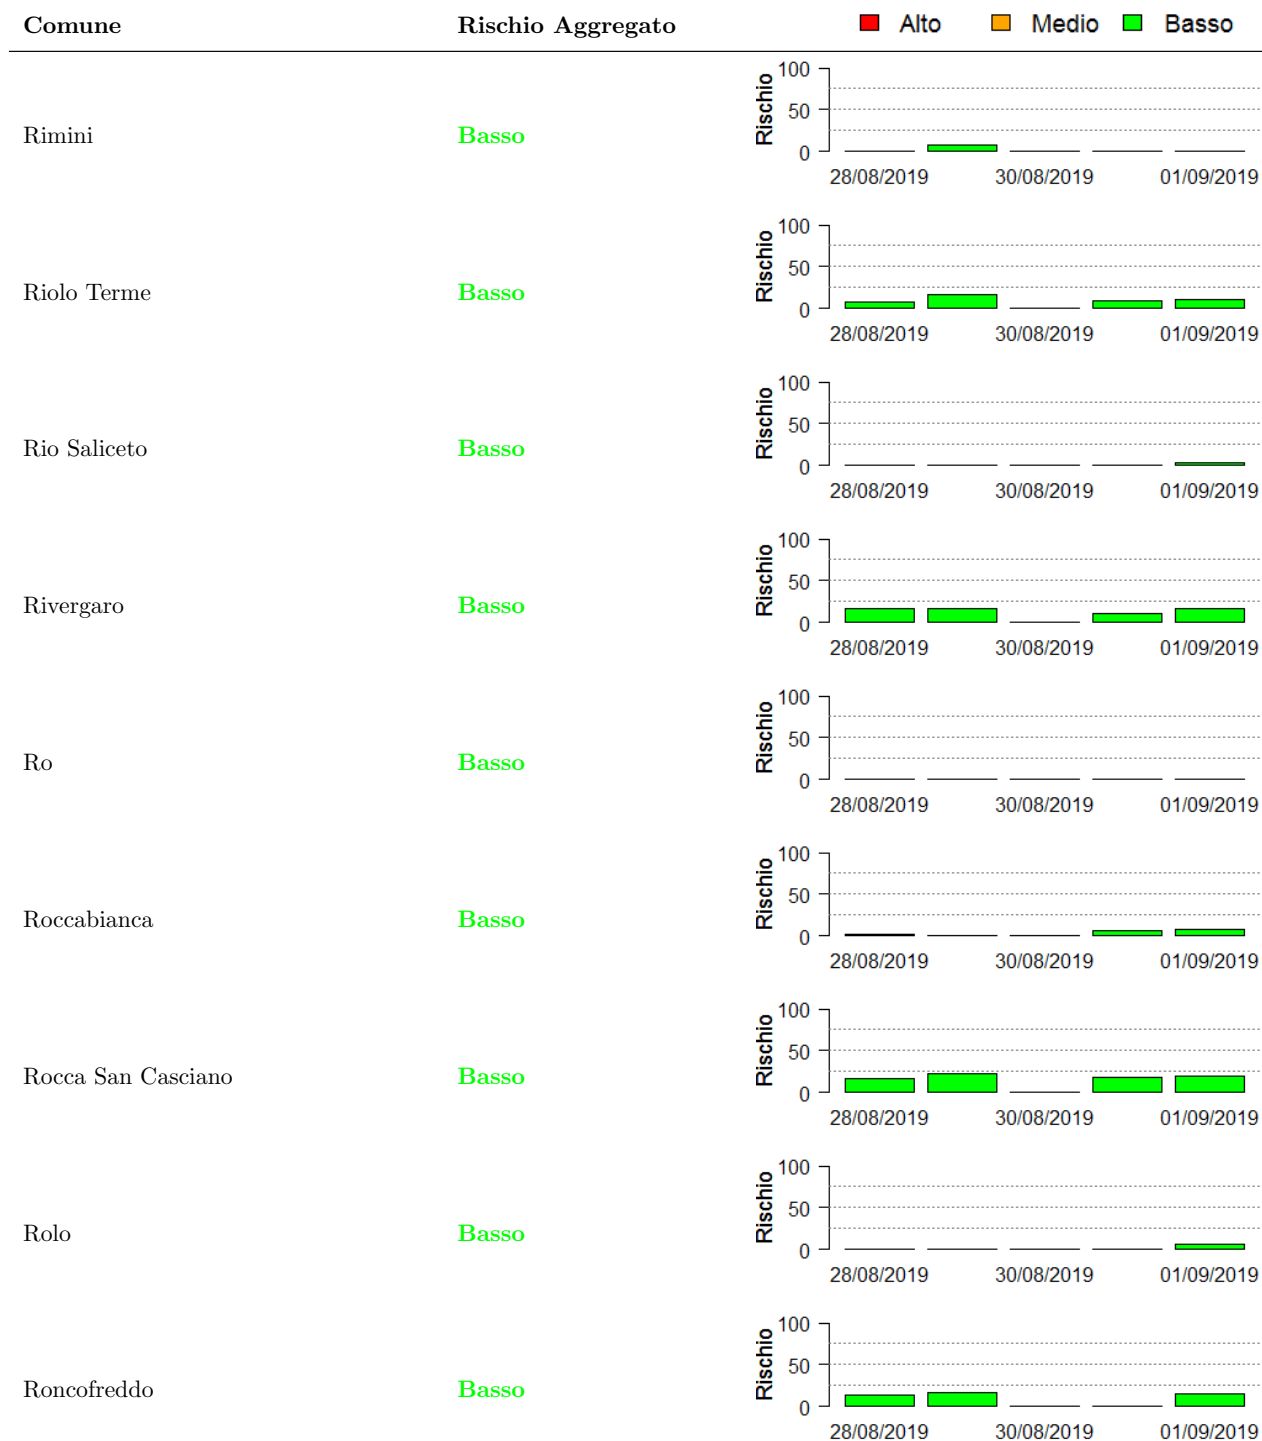 Comune Rischio Aggregato Alto Medio Basso
100
50
0
Rischio
Rimini Basso
28/08/2019 30/08/2019 01/09/2019
100
50
0
Rischio
Riolo Terme Basso
28/08/2019 30/08/2019 01/09/2019
100
50
0
Rischio
Rio Saliceto Basso
28/08/2019 30/08/2019 01/09/2019
100
50
0
Rischio
Rivergaro Basso
28/08/2019 30/08/2019 01/09/2019
100
50
0
Rischio
Ro Basso
28/08/2019 30/08/2019 01/09/2019
100
50
0
Rischio
Roccabianca Basso
28/08/2019 30/08/2019 01/09/2019
100
50
0
Rischio
Rocca San Casciano Basso
28/08/2019 30/08/2019 01/09/2019
100
50
0
Rischio
Rolo Basso
28/08/2019 30/08/2019 01/09/2019
100
50
0
Rischio
Roncofreddo Basso
28/08/2019 30/08/2019 01/09/2019